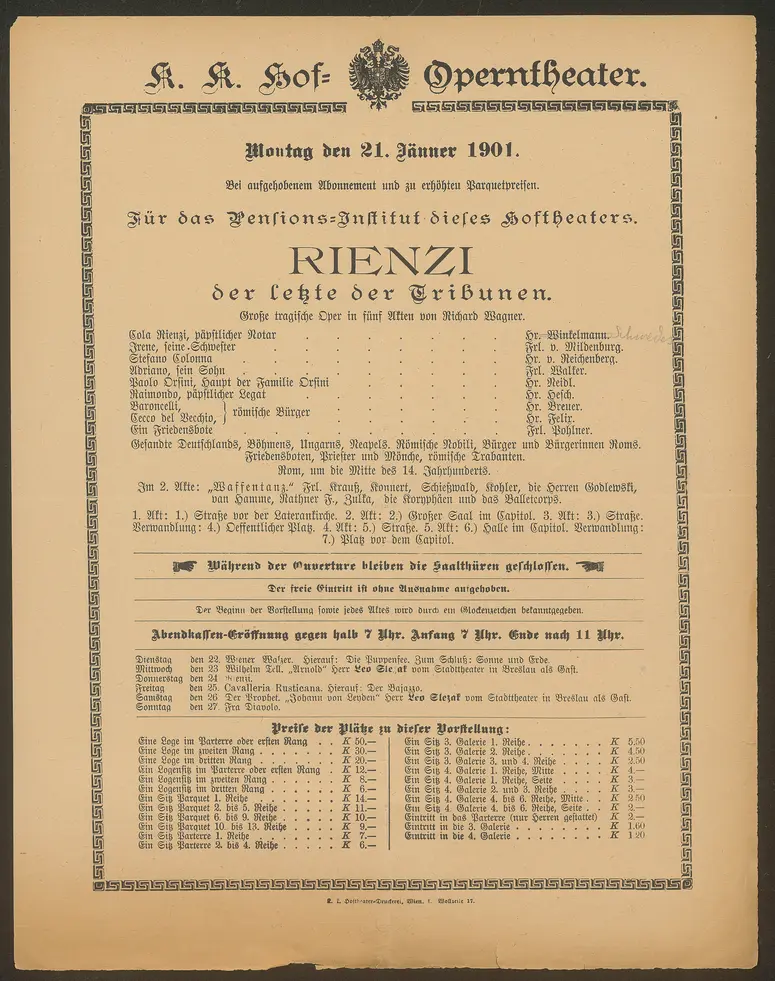 K. K. Hof= Operntheater.
Montag den 21. Jänner 1901.
Bei aufgehobenem Abonnement und zu erhöhten Parquetpreisen.
Für das Pensions=Institut dieses Hoftheaters.
RIENZI
der letzte der Tribunen.
Große tragische Oper in fünf Akten von Richard Wagner.
Cola Rienzi, päpstlicher Notar . . . . . . . . Hr. Winkelmann.
Irene, seine Schwester . . . . . . . . Frl. v. Mildenburg.
Stefano Colonna . . . . . . . . Hr. v. Reichenberg.
Adriano, sein Sohn . . . . . . . . Frl. Walker.
Paolo Orsini, Haupt der Familie Orsini . . . . . Hr. Neidl.
Raimondo, päpstlicher Legat . . . . . . Hr. Hesch.
Baroncelli, } römische Bürger . . . . . . Hr. Breuer.
Cecco del Vecchio, } Hr. Felix.
Ein Friedensbote . . . . . . . . Frl. Pohlner.
Gesandte Deutschlands, Böhmens, Ungarns, Neapels. Römische Nobili, Bürger und Bürgerinnen Roms.
Friedensboten, Priester und Mönche, römische Trabanten.
Rom, um die Mitte des 14. Jahrhunderts.
Im 2. Akte: „Waffentanz.“ Frl. Krauß, Konnert, Schießwald, Kohler, die Herren Godlewski,
van Hamme, Rathner F., Zulka, die Koryphäen und das Balletcorps.
1. Akt: 1.) Straße vor der Laterankirche. 2. Akt: 2.) Großer Saal im Capitol. 3. Akt: 3.) Straße.
Verwandlung: 4.) Oeffentlicher Platz. 4. Akt: 5.) Straße. 5. Akt: 6.) Halle im Capitol. Verwandlung:
7.) Platz vor dem Capitol.
Während der Ouverture bleiben die Saalthüren geschlossen.
Der freie Eintritt ist ohne Ausnahme aufgehoben.
Der Beginn der Vorstellung sowie jedes Aktes wird durch ein Glockenzeichen bekanntgegeben.
Abendkassen=Eröffnung gegen halb 7 Uhr. Anfang 7 Uhr. Ende nach 11 Uhr.
Dienstag den 22. Wiener Walzer. Hierauf: Die Puppenfee. Zum Schluß: Sonne und Erde.
Mittwoch den 23 Wilhelm Tell. „Arnold“ Herr Leo Slezak vom Stadttheater in Breslau als Gast.
Donnerstag den 24 Rienzi.
Freitag den 25. Cavalleria Rusticana. Hierauf: Der Bajazzo.
Samstag den 26 Der Prophet. „Johann von Leyden“ Herr Leo Slezak vom Stadttheater in Breslau als Gast.
Sonntag den 27. Fra Diavolo.
Preise der Plätze zu dieser Vorstellung:
Eine Loge im Parterre oder ersten Rang . . K 50.—
Eine Loge im zweiten Rang . . . . . K 30.—
Eine Loge im dritten Rang . . . . . K 20.—
Ein Logensitz im Parterre oder ersten Rang . K 12.—
Ein Logensitz im zweiten Rang . . . . K 8.—
Ein Logensitz im dritten Rang . . . . K 6.—
Ein Sitz Parquet 1. Reihe . . . . . K 14.—
Ein Sitz Parquet 2. bis 5. Reihe . . . . K 11.—
Ein Sitz Parquet 6. bis 9. Reihe . . . . K 10.—
Ein Sitz Parquet 10. bis 13. Reihe . . . K 9.—
Ein Sitz Parterre 1. Reihe . . . . . K 7.—
Ein Sitz Parterre 2. bis 4. Reihe . . . . K 6.—
Ein Sitz 3. Galerie 1. Reihe . . . . . . K 5.50
Ein Sitz 3. Galerie 2. Reihe . . . . . . K 4.50
Ein Sitz 3. Galerie 3. und 4. Reihe . . . . K 2.50
Ein Sitz 4. Galerie 1. Reihe, Mitte . . . . K 4.—
Ein Sitz 4. Galerie 1. Reihe, Seite . . . . K 3.—
Ein Sitz 4. Galerie 2. und 3. Reihe . . . . K 3.—
Ein Sitz 4. Galerie 4. bis 6. Reihe, Mitte . . K 2.50
Ein Sitz 4. Galerie 4. bis 6. Reihe, Seite . . K 2.—
Eintritt in das Parterre (nur Herren gestattet) K 2.—
Eintritt in die 3. Galerie . . . . . . . K 1.60
Eintritt in die 4. Galerie . . . . . . . K 1.20
K. k. Hoftheater=Druckerei, Wien, I. Wollzeile 17.